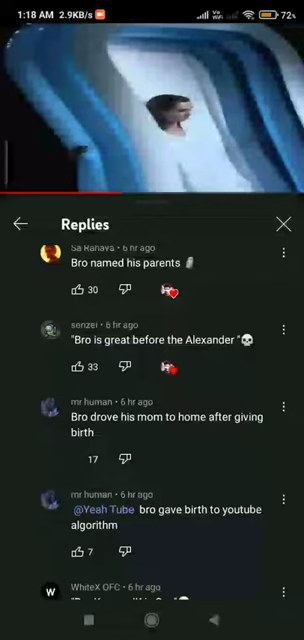 1:18 AM 2.9KB/s
Vo
WiFi
72%
Replies
Sa Rahaya • 6 hr ago
Bro named his parents 🗿
30
senzei • 6 hr ago
"Bro is great before the Alexander "💀
33
mr human • 6 hr ago
Bro drove his mom to home after giving
birth
17
mr human • 6 hr ago
@Yeah Tube bro gave birth to youtube
algorithm
7
W
WhiteX OFC • 6 hr ago